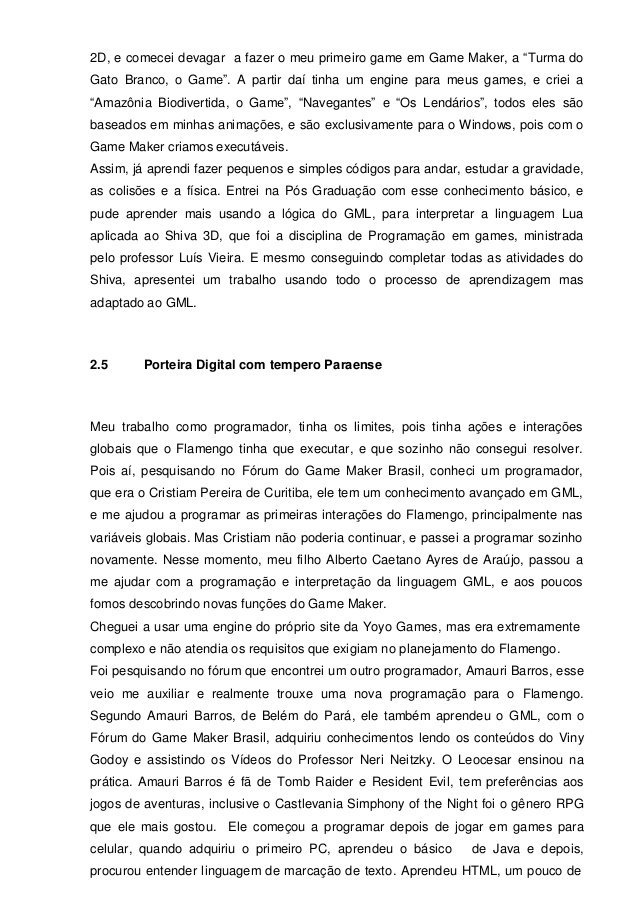 2D, e comecei devagar a fazer o meu primeiro game em Game Maker, a “Turma do
Gato Branco, o Game”. A partir daí tinha um engine para meus games, e criei a
“Amazônia Biodivertida, o Game”, “Navegantes” e “Os Lendários”, todos eles são
baseados em minhas animações, e são exclusivamente para o Windows, pois com o
Game Maker criamos executáveis.
Assim, já aprendi fazer pequenos e simples códigos para andar, estudar a gravidade,
as colisões e a física. Entrei na Pós Graduação com esse conhecimento básico, e
pude aprender mais usando a lógica do GML, para interpretar a linguagem Lua
aplicada ao Shiva 3D, que foi a disciplina de Programação em games, ministrada
pelo professor Luís Vieira. E mesmo conseguindo completar todas as atividades do
Shiva, apresentei um trabalho usando todo o processo de aprendizagem mas
adaptado ao GML.
2.5 Porteira Digital com tempero Paraense
Meu trabalho como programador, tinha os limites, pois tinha ações e interações
globais que o Flamengo tinha que executar, e que sozinho não consegui resolver.
Pois aí, pesquisando no Fórum do Game Maker Brasil, conheci um programador,
que era o Cristiam Pereira de Curitiba, ele tem um conhecimento avançado em GML,
e me ajudou a programar as primeiras interações do Flamengo, principalmente nas
variáveis globais. Mas Cristiam não poderia continuar, e passei a programar sozinho
novamente. Nesse momento, meu filho Alberto Caetano Ayres de Araújo, passou a
me ajudar com a programação e interpretação da linguagem GML, e aos poucos
fomos descobrindo novas funções do Game Maker.
Cheguei a usar uma engine do próprio site da Yoyo Games, mas era extremamente
complexo e não atendia os requisitos que exigiam no planejamento do Flamengo.
Foi pesquisando no fórum que encontrei um outro programador, Amauri Barros, esse
veio me auxiliar e realmente trouxe uma nova programação para o Flamengo.
Segundo Amauri Barros, de Belém do Pará, ele também aprendeu o GML, com o
Fórum do Game Maker Brasil, adquiriu conhecimentos lendo os conteúdos do Viny
Godoy e assistindo os Vídeos do Professor Neri Neitzky. O Leocesar ensinou na
prática. Amauri Barros é fã de Tomb Raider e Resident Evil, tem preferências aos
jogos de aventuras, inclusive o Castlevania Simphony of the Night foi o gênero RPG
que ele mais gostou. Ele começou a programar depois de jogar em games para
celular, quando adquiriu o primeiro PC, aprendeu o básico de Java e depois,
procurou entender linguagem de marcação de texto. Aprendeu HTML, um pouco de